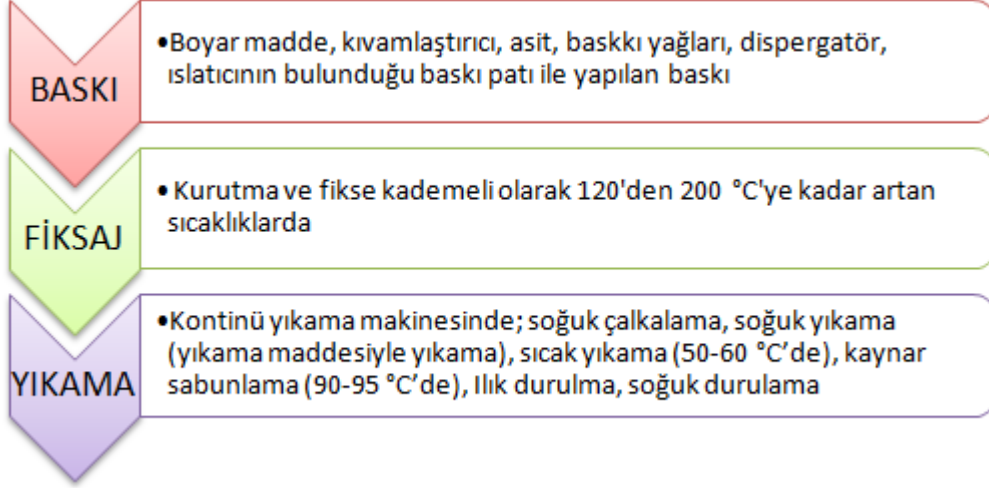 BASKI
•Boyar madde, kıvamlaştırıcı, asit, baskkı yağları, dispergatör,
ıslatıcının bulunduğu baskı patı ile yapılan baskı
FİKSAJ
• Kurutma ve fikse kademeli olarak 120'den 200 °C'ye kadar artan
sıcaklıklarda
YIKAMA
•Kontinü yıkama makinesinde; soğuk çalkalama, soğuk yıkama
(yıkama maddesiyle yıkama), sıcak yıkama (50-60 °C’de), kaynar
sabunlama (90-95 °C’de), Ilık durulma, soğuk durulama